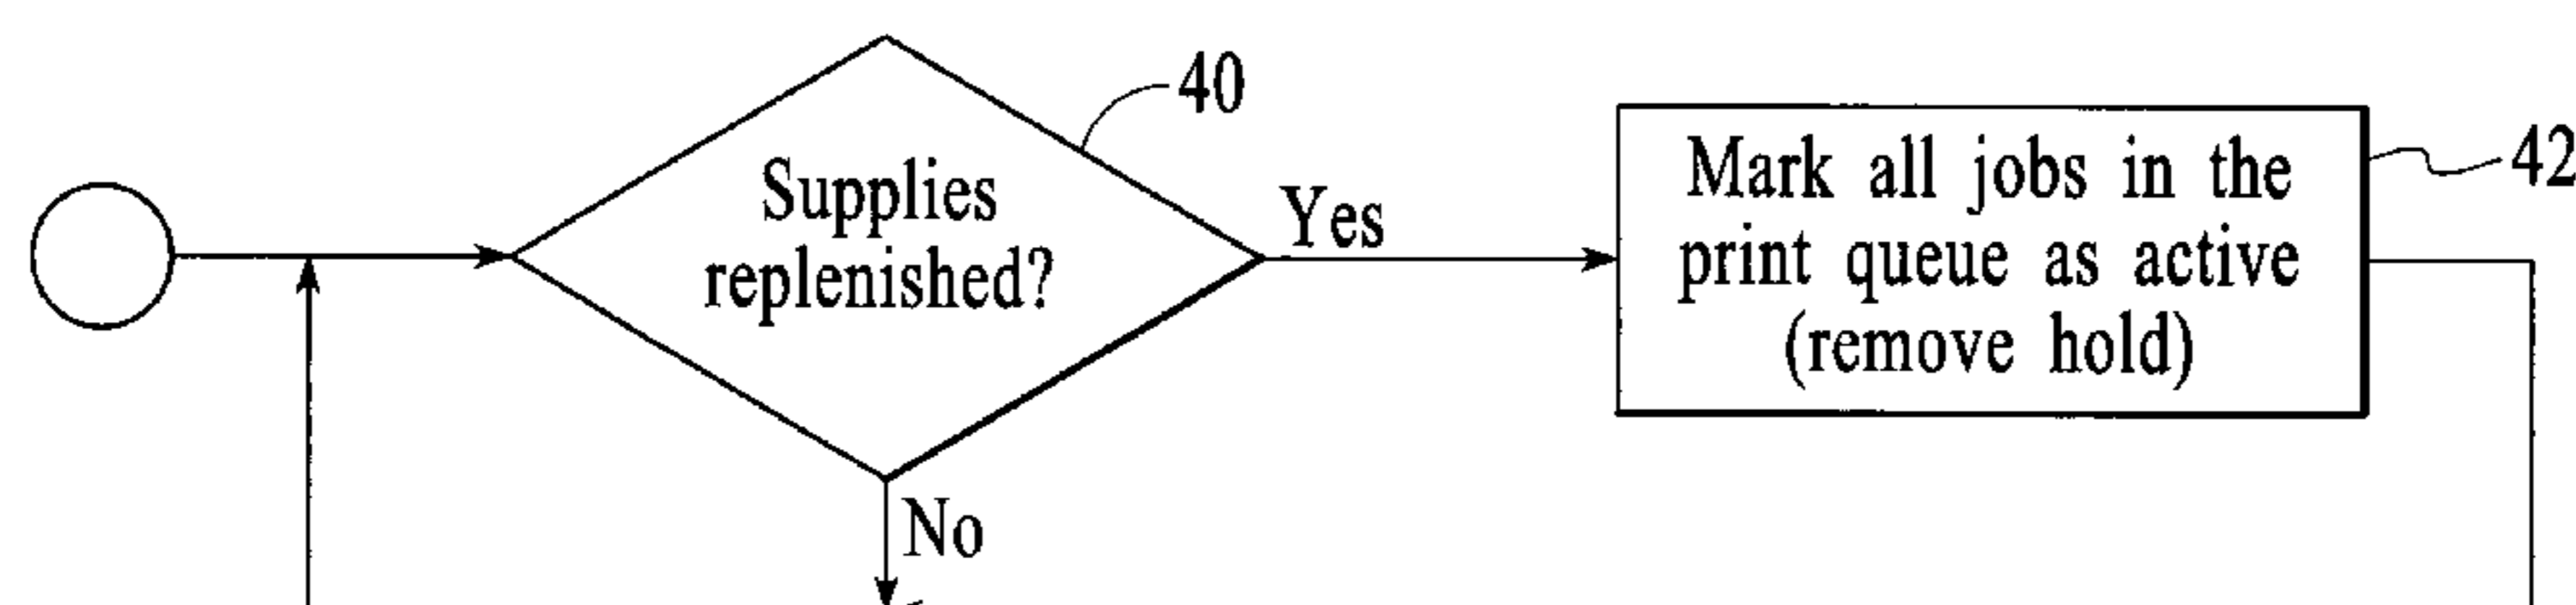 40
Supplies
replenished?
Yes
Mark all jobs in the
print queue as active
(remove hold)
42
No